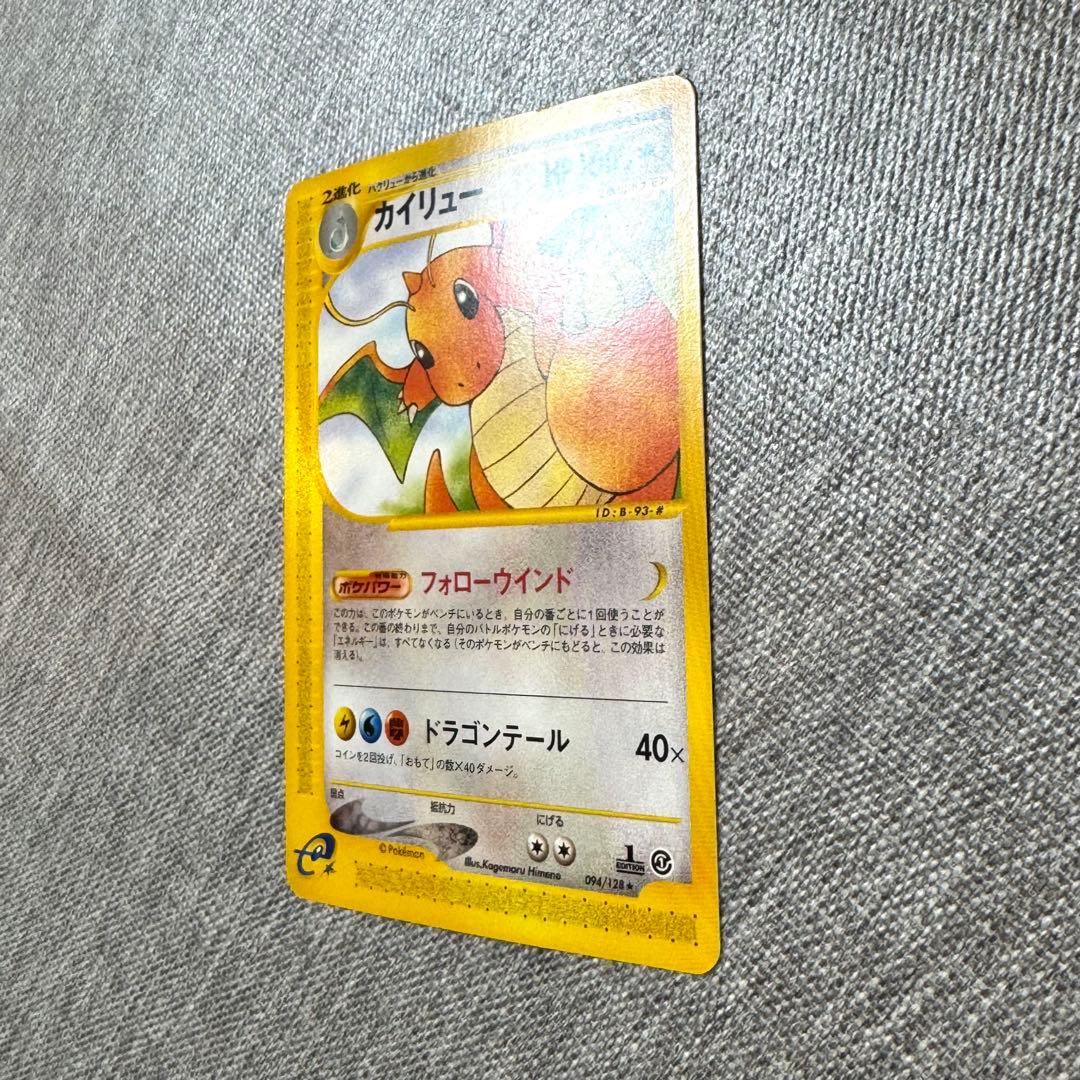 2進化 ハクリューから進化
カイリュー
ID:B-93-#
ポケパワー フォローウインド
この力は、このポケモンがベンチにいるとき、自分の番ごとに1回使うことが
できる。この番の終わりまで、自分のバトルポケモンの「にげる」ときに必要な
「エネルギー」は、すべてなくなる(そのポケモンがベンチにもどると、この効果は
消える)。
ドラゴンテール 40×
コインを2回投げ、「おもて」の数×40ダメージ。
弱点 抵抗力 にげる
© Pokémon Illus.Kagemaru Himeno 094/128★
1 EDITION
e